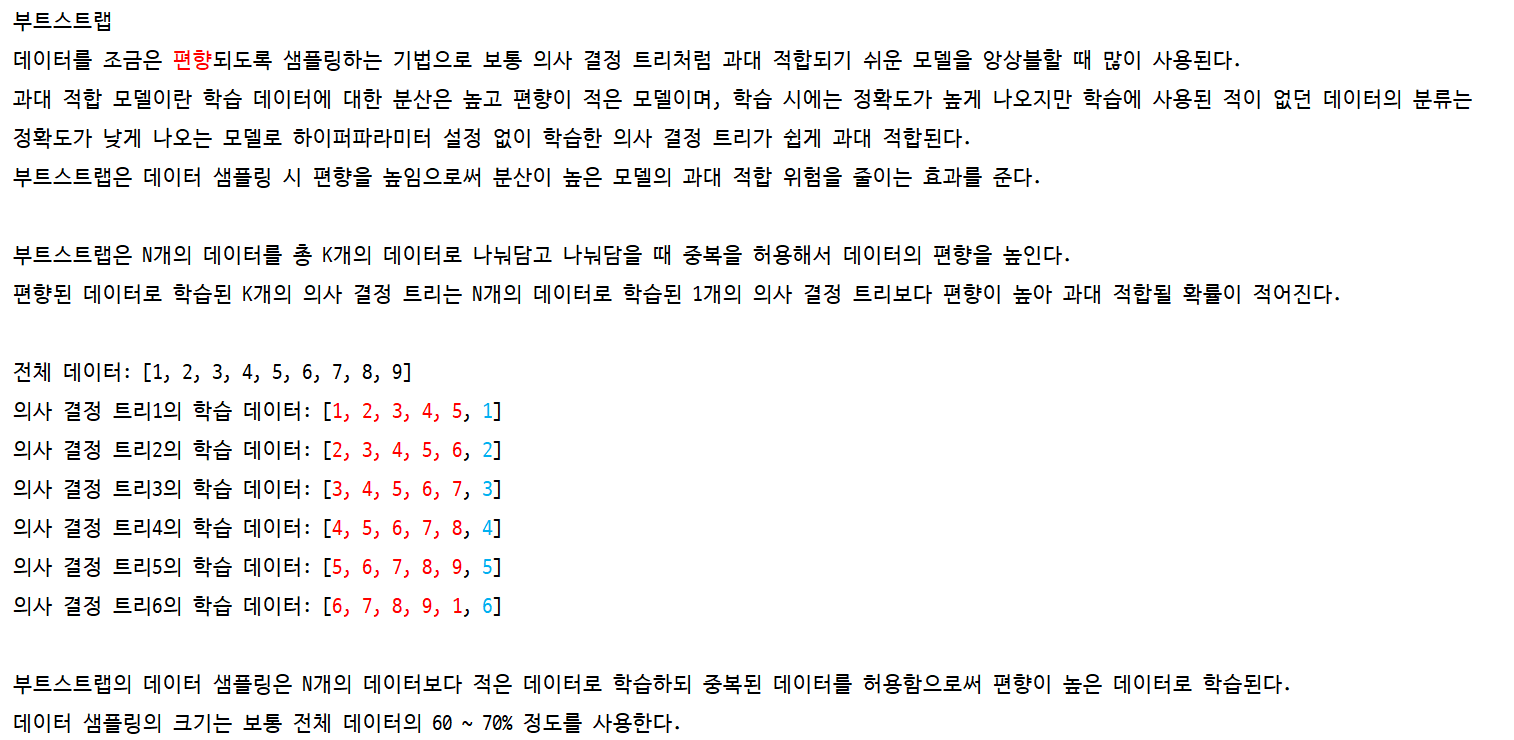 부트스트랩
데이터를 조금은 편향되도록 샘플링하는 기법으로 보통 의사 결정 트리처럼 과대 적합되기 쉬운 모델을 앙상블할 때 많이 사용된다.
과대 적합 모델이란 학습 데이터에 대한 분산은 높고 편향이 적은 모델이며, 학습 시에는 정확도가 높게 나오지만 학습에 사용된 적이 없던 데이터의 분류는
정확도가 낮게 나오는 모델로 하이퍼파라미터 설정 없이 학습한 의사 결정 트리가 쉽게 과대 적합된다.
부트스트랩은 데이터 샘플링 시 편향을 높임으로써 분산이 높은 모델의 과대 적합 위험을 줄이는 효과를 준다.
부트스트랩은 N개의 데이터를 총 K개의 데이터로 나눠담고 나눠담을 때 중복을 허용해서 데이터의 편향을 높인다.
편향된 데이터로 학습된 K개의 의사 결정 트리는 N개의 데이터로 학습된 1개의 의사 결정 트리보다 편향이 높아 과대 적합될 확률이 적어진다.
전체 데이터: [1, 2, 3, 4, 5, 6, 7, 8, 9]
의사 결정 트리1의 학습 데이터: [1, 2, 3, 4, 5, 1]
의사 결정 트리2의 학습 데이터: [2, 3, 4, 5, 6, 2]
의사 결정 트리3의 학습 데이터: [3, 4, 5, 6, 7, 3]
의사 결정 트리4의 학습 데이터: [4, 5, 6, 7, 8, 4]
의사 결정 트리5의 학습 데이터: [5, 6, 7, 8, 9, 5]
의사 결정 트리6의 학습 데이터: [6, 7, 8, 9, 1, 6]
부트스트랩의 데이터 샘플링은 N개의 데이터보다 적은 데이터로 학습하되 중복된 데이터를 허용함으로써 편향이 높은 데이터로 학습된다.
데이터 샘플링의 크기는 보통 전체 데이터의 60 ~ 70% 정도를 사용한다.